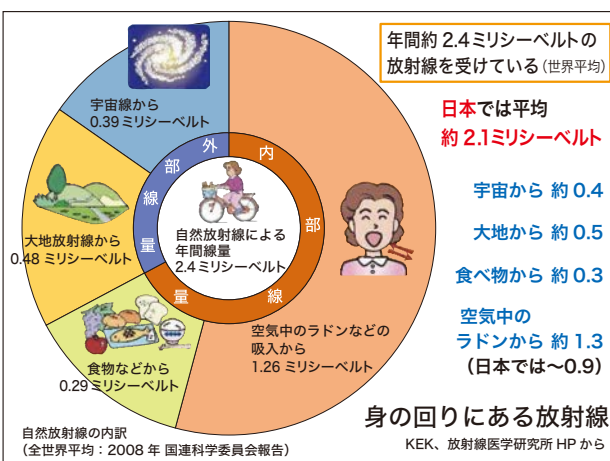 年間約2.4ミリシーベルトの
放射線を受けている(世界平均)
日本では平均
約2.1ミリシーベルト
宇宙から 約0.4
大地から 約0.5
食べ物から 約0.3
空気中の
ラドンから 約1.3
(日本では〜0.9)
宇宙線から
0.39ミリシーベルト
大地放射線から
0.48 ミリシーベルト
食物などから
0.29ミリシーベルト
空気中のラドンなどの
吸入から
1.26 ミリシーベルト
外部線量
内部線量
自然放射線による
年間線量
2.4ミリシーベルト
身の回りにある放射線
KEK、放射線医学研究所 HP から
自然放射線の内訳
(全世界平均:2008年 国連科学委員会報告)